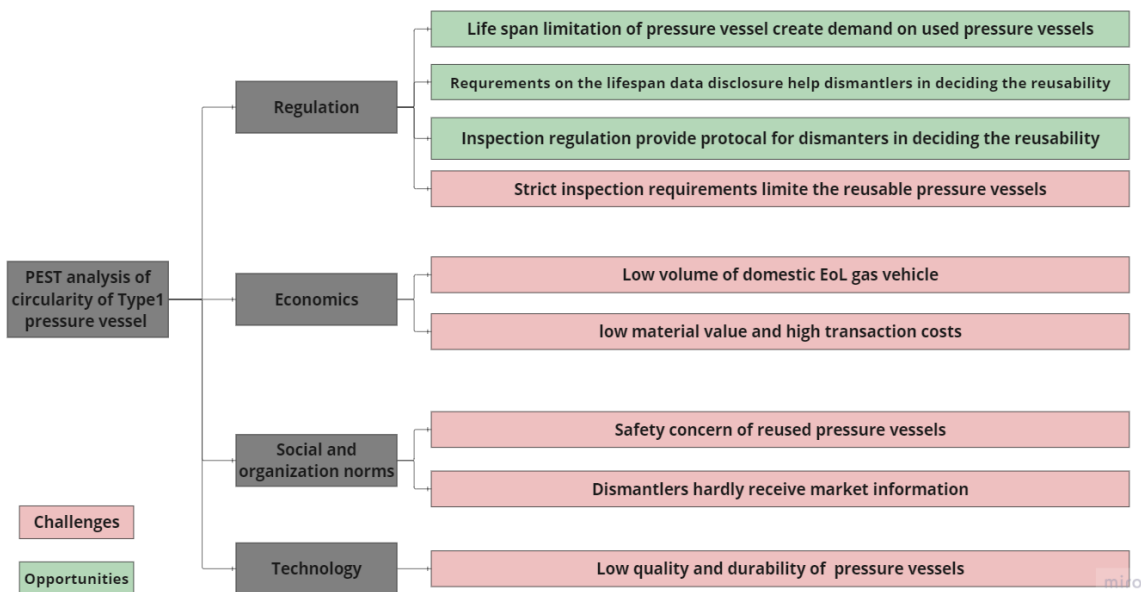 Life span limitation of pressure vessel create demand on used pressure vessels
Requrements on the lifespan data disclosure help dismantlers in deciding the reusability
Regulation
Inspection regulation provide protocal for dismanters in deciding the reusability
Strict inspection requirements limite the reusable pressure vessels
PEST analysis of
circularity of Type1
pressure vessel
Low volume of domestic EoL gas vehicle
Economics
low material value and high transaction costs
Safety concern of reused pressure vessels
Social and
organization norms
Dismantlers hardly receive market information
Challenges
Technology
Low quality and durability of pressure vessels
Opportunities
miro